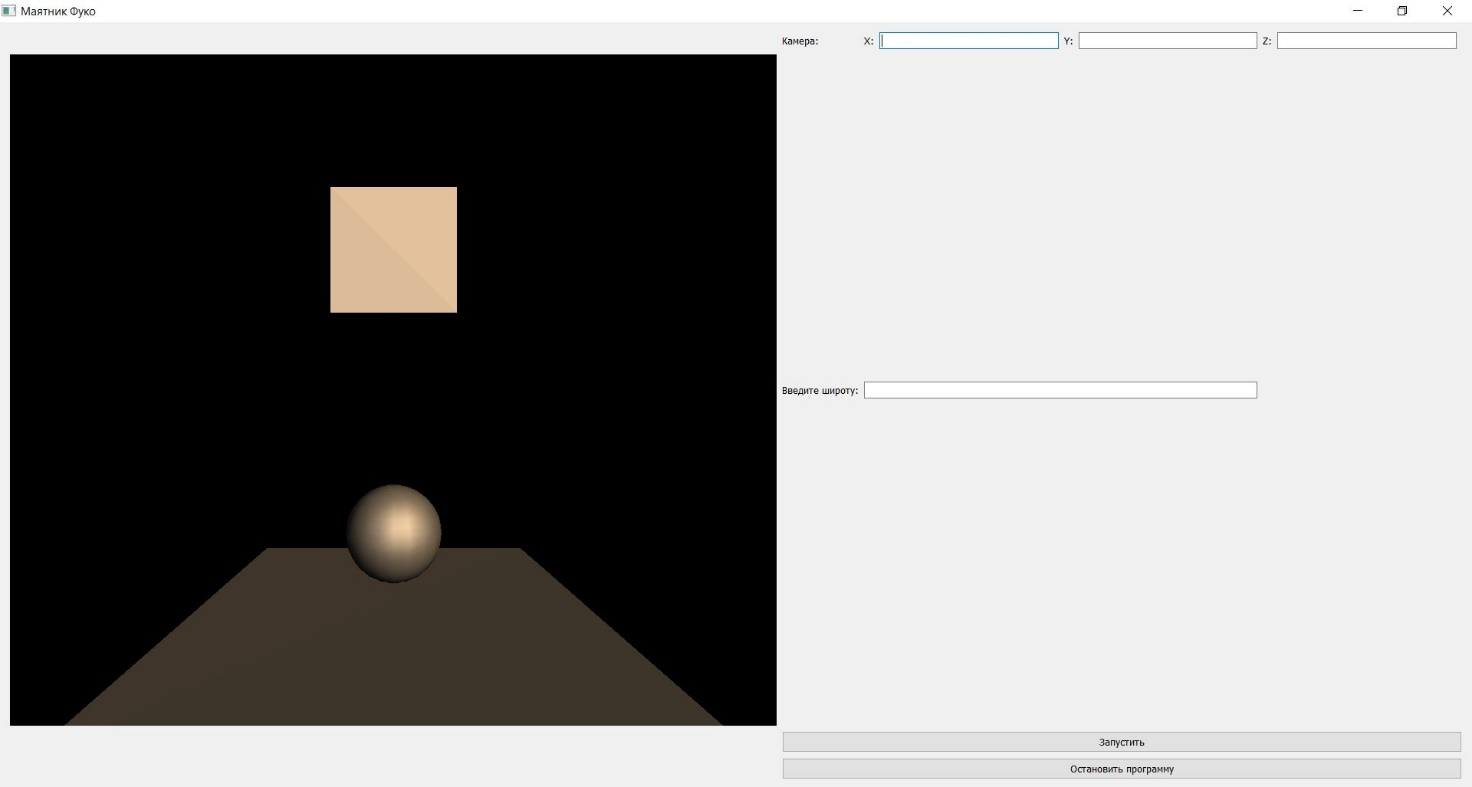 Маятник Фуко
Камера: X: Y: Z:
Введите широту:
Запустить
Остановить программу